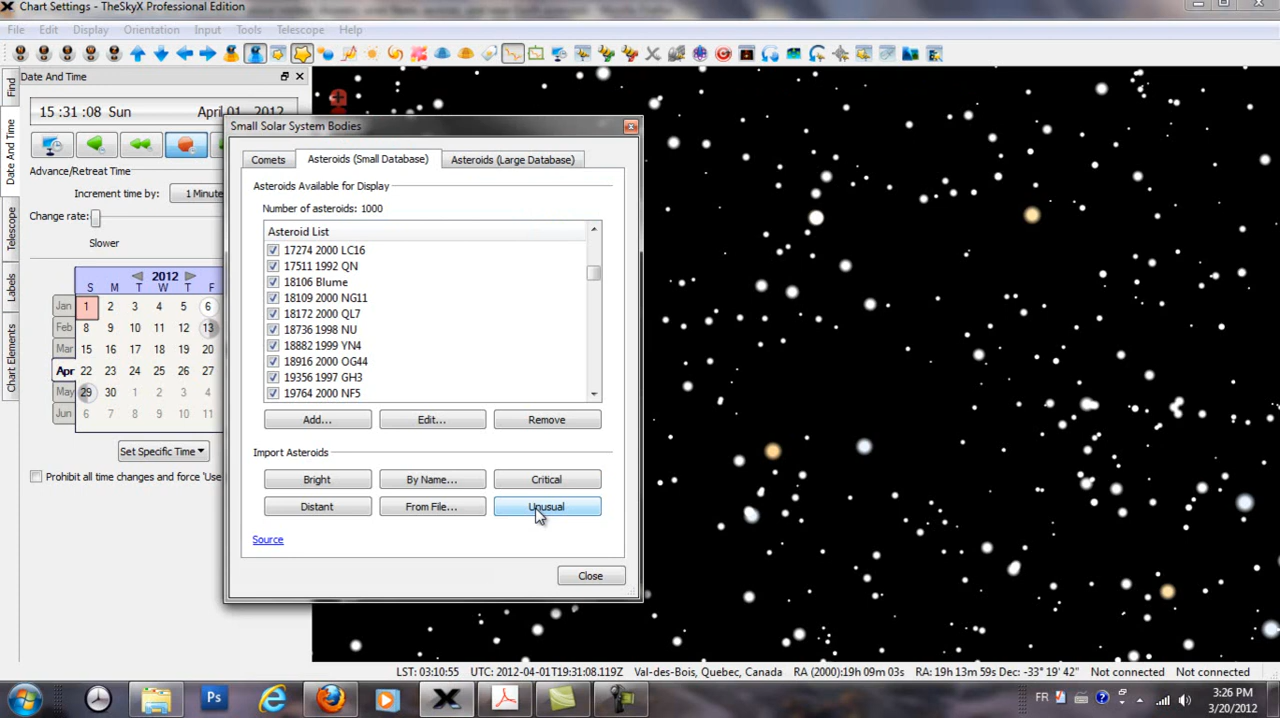 Chart Settings - TheSkyX Professional Edition
File Edit Display Orientation Input Tools Telescope Help
Date And Time
15 :31 :08 Sun April 01 2012
Advance/Retreat Time
Increment time by: 1 Minute
Change rate:
Slower
2012
S M T W T F
Jan 1 2 3 4 5 6
Feb 8 9 10 11 12 13
Mar 15 16 17 18 19 20
Apr 22 23 24 25 26 27
May 29 30 1 2 3 4
Jun 6 7 8 9 10 11
Set Specific Time
Prohibit all time changes and force 'Use
Find
Date And Time
Telescope
Labels
Chart Elements
Small Solar System Bodies
Comets Asteroids (Small Database) Asteroids (Large Database)
Asteroids Available for Display
Number of asteroids: 1000
Asteroid List
17274 2000 LC16
17511 1992 QN
18106 Blume
18109 2000 NG11
18172 2000 QL7
18736 1998 NU
18882 1999 YN4
18916 2000 OG44
19356 1997 GH3
19764 2000 NF5
Add... Edit... Remove
Import Asteroids
Bright By Name... Critical
Distant From File... Unusual
Source
Close
LST: 03:10:55 UTC: 2012-04-01T19:31:08.119Z Val-des-Bois, Quebec, Canada RA (2000):19h 09m 03s RA: 19h 13m 59s Dec: -33° 19' 42" Not connected Not connected
Ps
FR
3:26 PM
3/20/2012